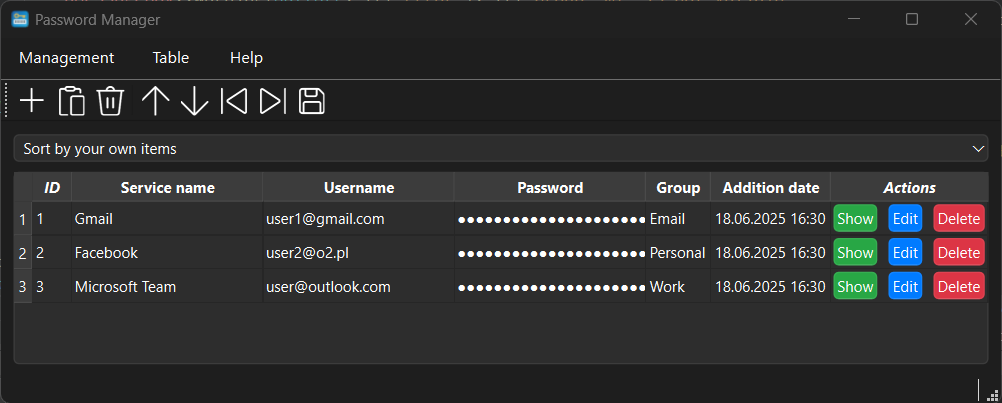 Password Manager
Management Table Help
Sort by your own items
ID Service name Username Password Group Addition date Actions
1 1 Gmail user1@gmail.com ●●●●●●●●●●●●●●●●●●●●● Email 18.06.2025 16:30 Show Edit Delete
2 2 Facebook user2@o2.pl ●●●●●●●●●●●●●●●●●●●●● Personal 18.06.2025 16:30 Show Edit Delete
3 3 Microsoft Team user@outlook.com ●●●●●●●●●●●●●●●●●●●●● Work 18.06.2025 16:30 Show Edit Delete